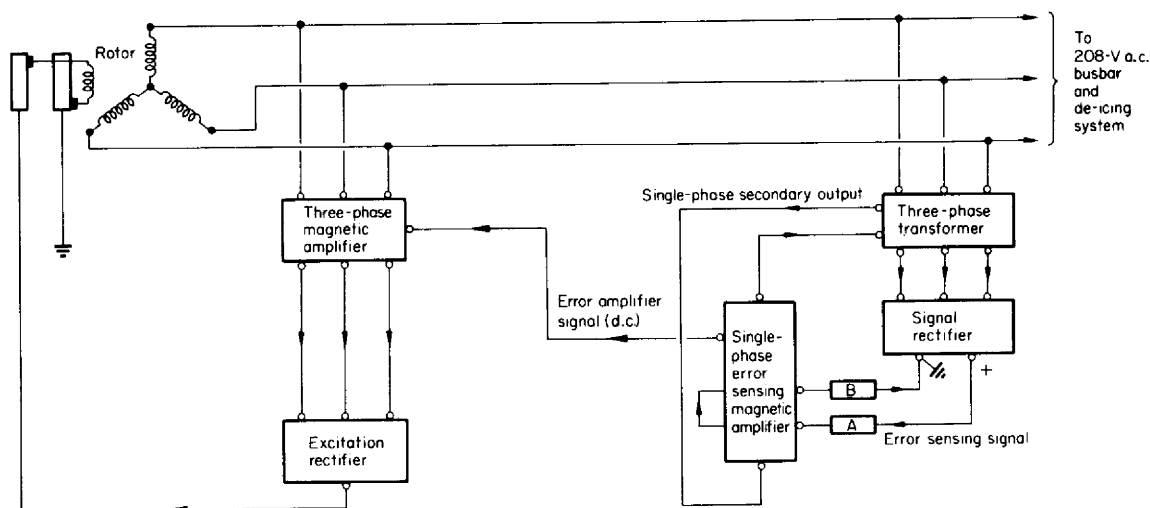 Rotor
To
208-V a.c.
busbar
and
de-icing
system
Single-phase secondary output
Three-phase
magnetic
amplifier
Three-phase
transformer
Error amplifier
signal (d.c.)
Single-
phase
error
sensing
magnetic
amplifier
Signal
rectifier
+
B
A
Error sensing signal
Excitation
rectifier